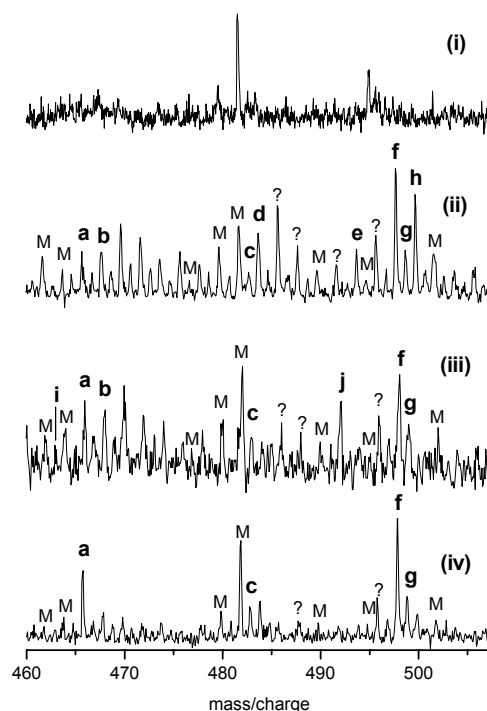 (i)
M M a b M M M c d ? ? M ? e M ? f g h M (ii)
M i M a b M M M c ? ? M j M ? f g M (iii)
M M a M M c ? M M ? f g M (iv)
460 470 480 490 500
mass/charge